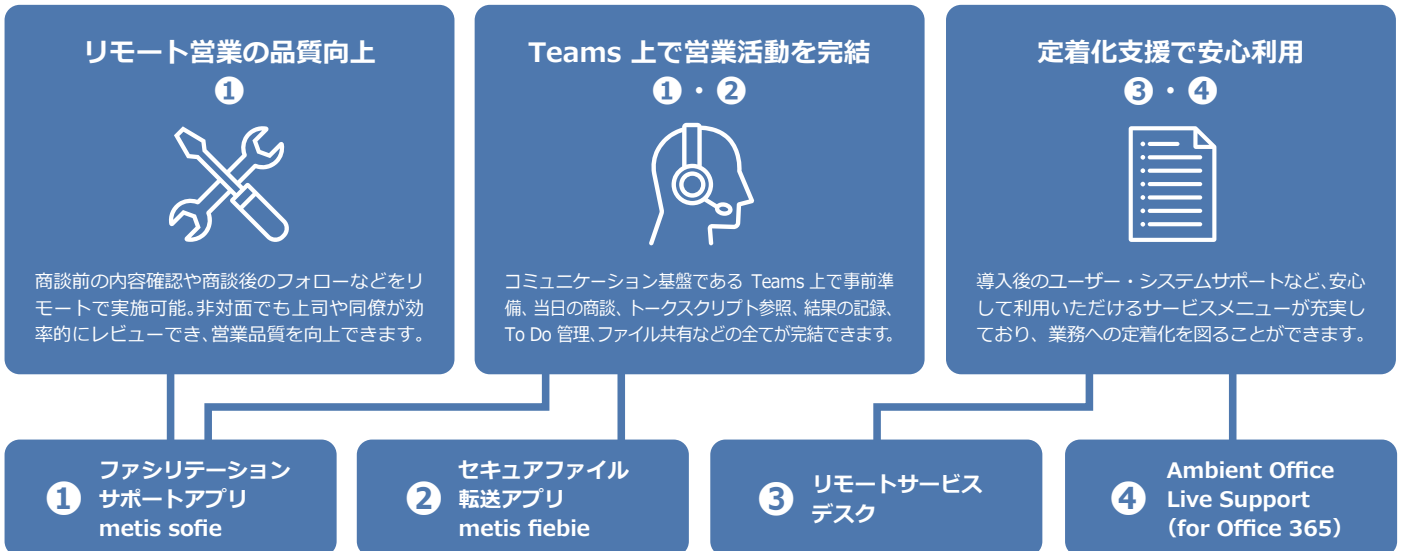 リモート営業の品質向上
❶
商談前の内容確認や商談後のフォローなどをリ
モートで実施可能。非対面でも上司や同僚が効
率的にレビューでき、営業品質を向上できます。
Teams 上で営業活動を完結
❶・❷
コミュニケーション基盤である Teams 上で事前準
備、当日の商談、トークスクリプト参照、結果の記録、
To Do 管理、ファイル共有などの全てが完結できます。
定着化支援で安心利用
❸・❹
導入後のユーザー・システムサポートなど、安心
して利用いただけるサービスメニューが充実し
ており、業務への定着化を図ることができます。
❶
ファシリテーション
サポートアプリ
metis sofie
❷
セキュアファイル
転送アプリ
metis fiebie
❸
リモートサービス
デスク
❹
Ambient Office
Live Support
（for Office 365）